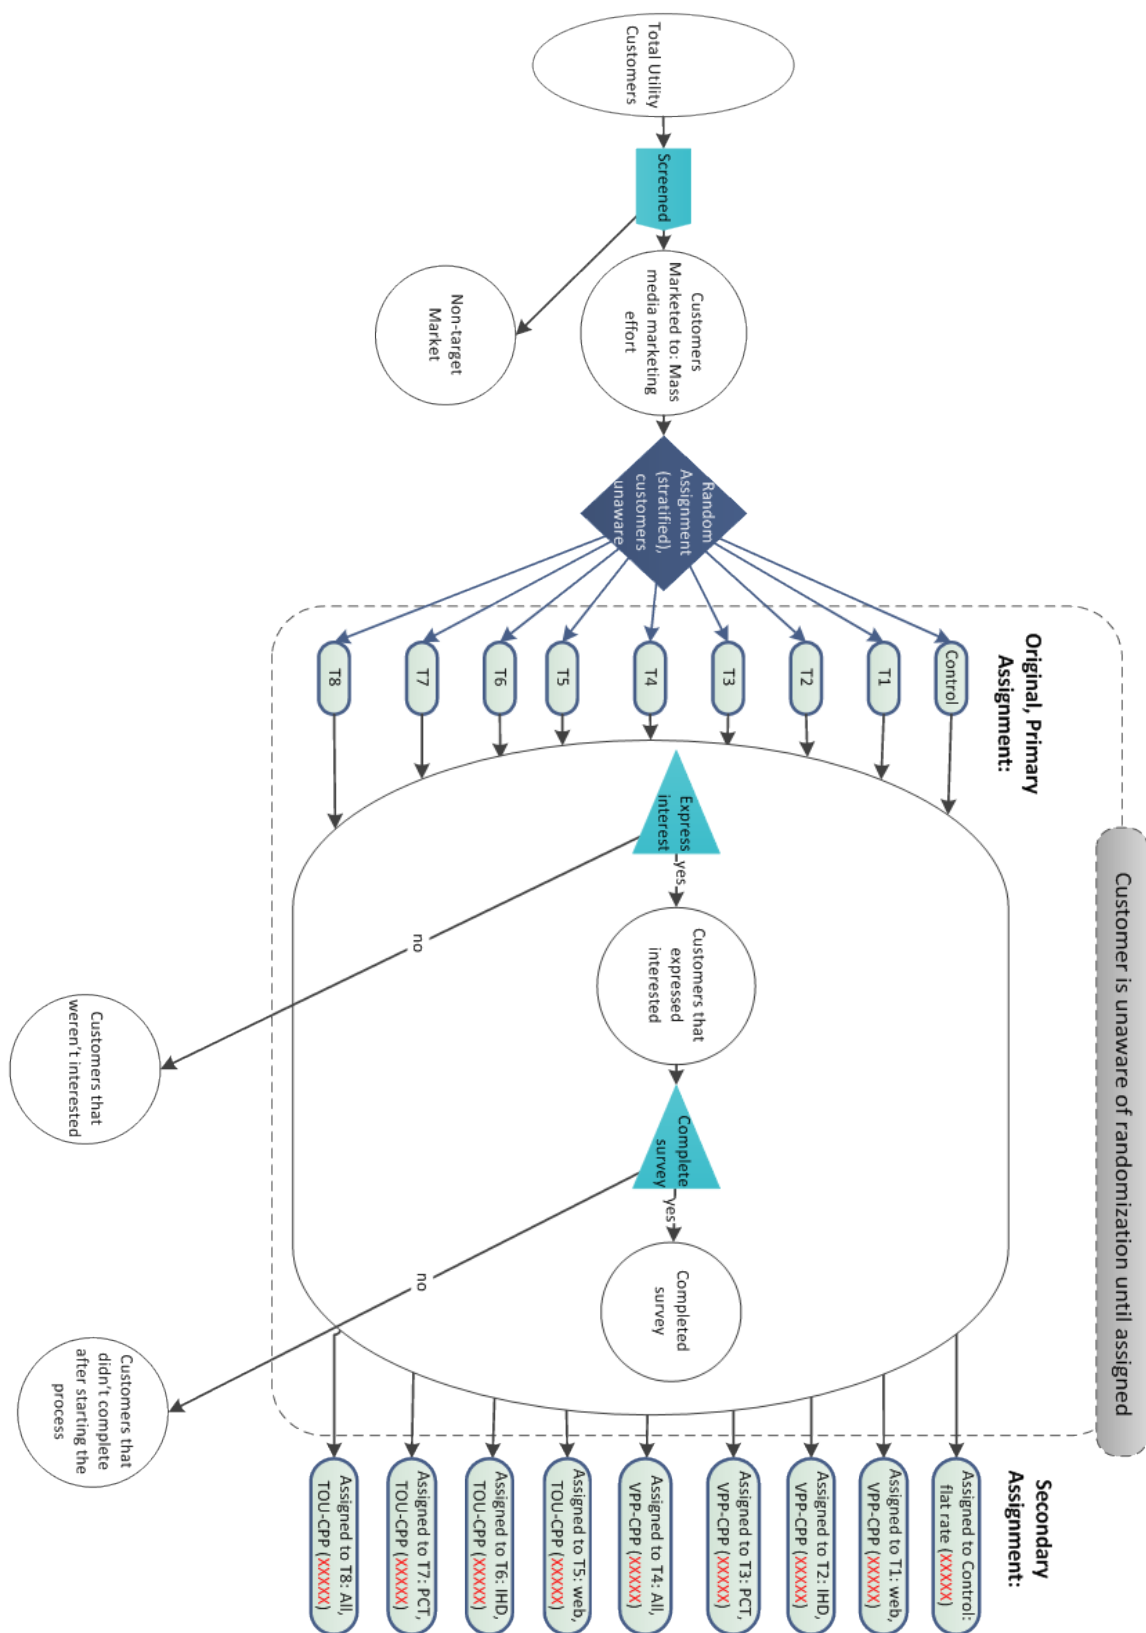 Customer is unaware of randomization until assigned
Original, Primary
Assignment:
Secondary
Assignment:
Total Utility
Customers
Screened
Customers
Marketed to: Mass
media marketing
effort
Non-target
Market
Random
Assignment
(stratified),
customers
unaware
Control
T1
T2
T3
T4
T5
T6
T7
T8
Express
interest
yes
no
Customers that
expressed
interested
Customers that
weren't interested
Complete
survey
yes
no
Completed
survey
Customers that
didn't complete
after starting the
process
Assigned to Control:
flat rate (XXXXX)
Assigned to T1: web,
VPP-CPP (XXXXX)
Assigned to T2: IHD,
VPP-CPP (XXXXX)
Assigned to T3: PCT,
VPP-CPP (XXXXX)
Assigned to T4: All,
VPP-CPP (XXXXX)
Assigned to T5: web,
TOU-CPP (XXXXX)
Assigned to T6: IHD,
TOU-CPP (XXXXX)
Assigned to T7: PCT,
TOU-CPP (XXXXX)
Assigned to T8: All,
TOU-CPP (XXXXX)